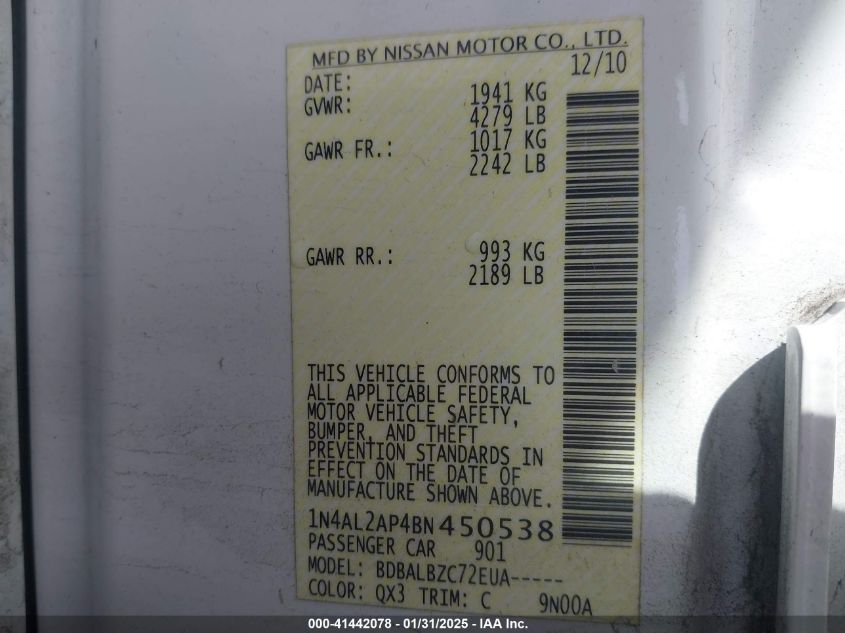 MFD BY NISSAN MOTOR CO., LTD.
DATE: 12/10
GVWR: 1941 KG
4279 LB
GAWR FR.: 1017 KG
2242 LB
GAWR RR.: 993 KG
2189 LB
THIS VEHICLE CONFORMS TO
ALL APPLICABLE FEDERAL
MOTOR VEHICLE SAFETY,
BUMPER, AND THEFT
PREVENTION STANDARDS IN
EFFECT ON THE DATE OF
MANUFACTURE SHOWN ABOVE.
1N4AL2AP4BN450538
PASSENGER CAR 901
MODEL: BDBALBZC72EUA-----
COLOR: QX3 TRIM: C 9N00A
000-41442078 - 01/31/2025 - IAA Inc.